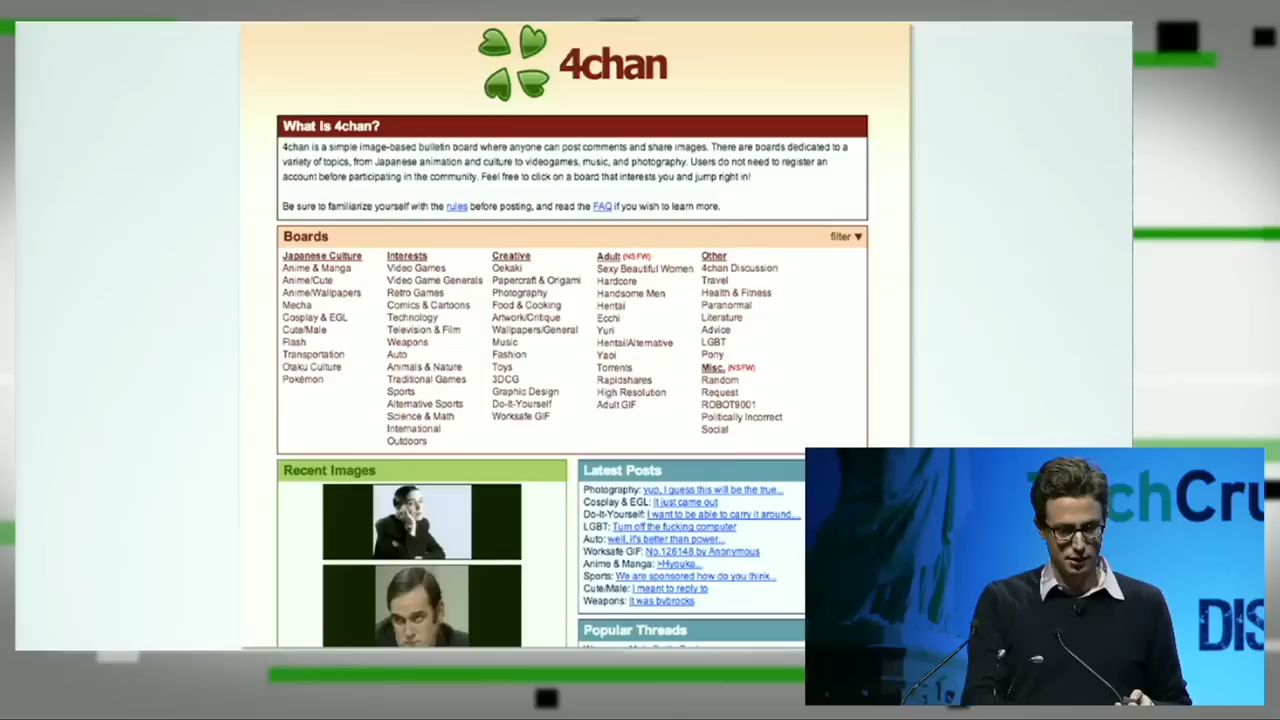 4chan
What is 4chan?
4chan is a simple image-based bulletin board where anyone can post comments and share images. There are boards dedicated to a
variety of topics, from Japanese animation and culture to videogames, music, and photography. Users do not need to register an
account before participating in the community. Feel free to click on a board that interests you and jump right in!
Be sure to familiarize yourself with the rules before posting, and read the FAQ if you wish to learn more.
Boards
filter ▼
Japanese Culture
Anime & Manga
Anime/Cute
Anime/Wallpapers
Mecha
Cosplay & EGL
Cute/Male
Flash
Transportation
Otaku Culture
Pokémon
Interests
Video Games
Video Game Generals
Retro Games
Comics & Cartoons
Technology
Television & Film
Weapons
Auto
Animals & Nature
Traditional Games
Sports
Alternative Sports
Science & Math
International
Outdoors
Creative
Oekaki
Papercraft & Origami
Photography
Food & Cooking
Artwork/Critique
Wallpapers/General
Music
Fashion
Toys
3DCG
Graphic Design
Do-It-Yourself
Worksafe GIF
Adult (NSFW)
Sexy Beautiful Women
Hardcore
Handsome Men
Hentai
Ecchi
Yuri
Hentai/Alternative
Yaoi
Torrents
Rapidshares
High Resolution
Adult GIF
Other
4chan Discussion
Travel
Health & Fitness
Paranormal
Literature
Advice
LGBT
Pony
Misc. (NSFW)
Random
Request
ROBOT9001
Politically Incorrect
Social
Recent Images
Latest Posts
Photography: yup, I guess this will be the true...
Cosplay & EGL: It just came out
Do-It-Yourself: I want to be able to carry it around...
LGBT: Turn off the fucking computer
Auto: well, it's better than power...
Worksafe GIF: No.126148 by Anonymous
Anime & Manga: >Hyouka...
Sports: We are sponsored how do you think...
Cute/Male: I meant to reply to
Weapons: It was bybrocks
Popular Threads
chCru
DIS